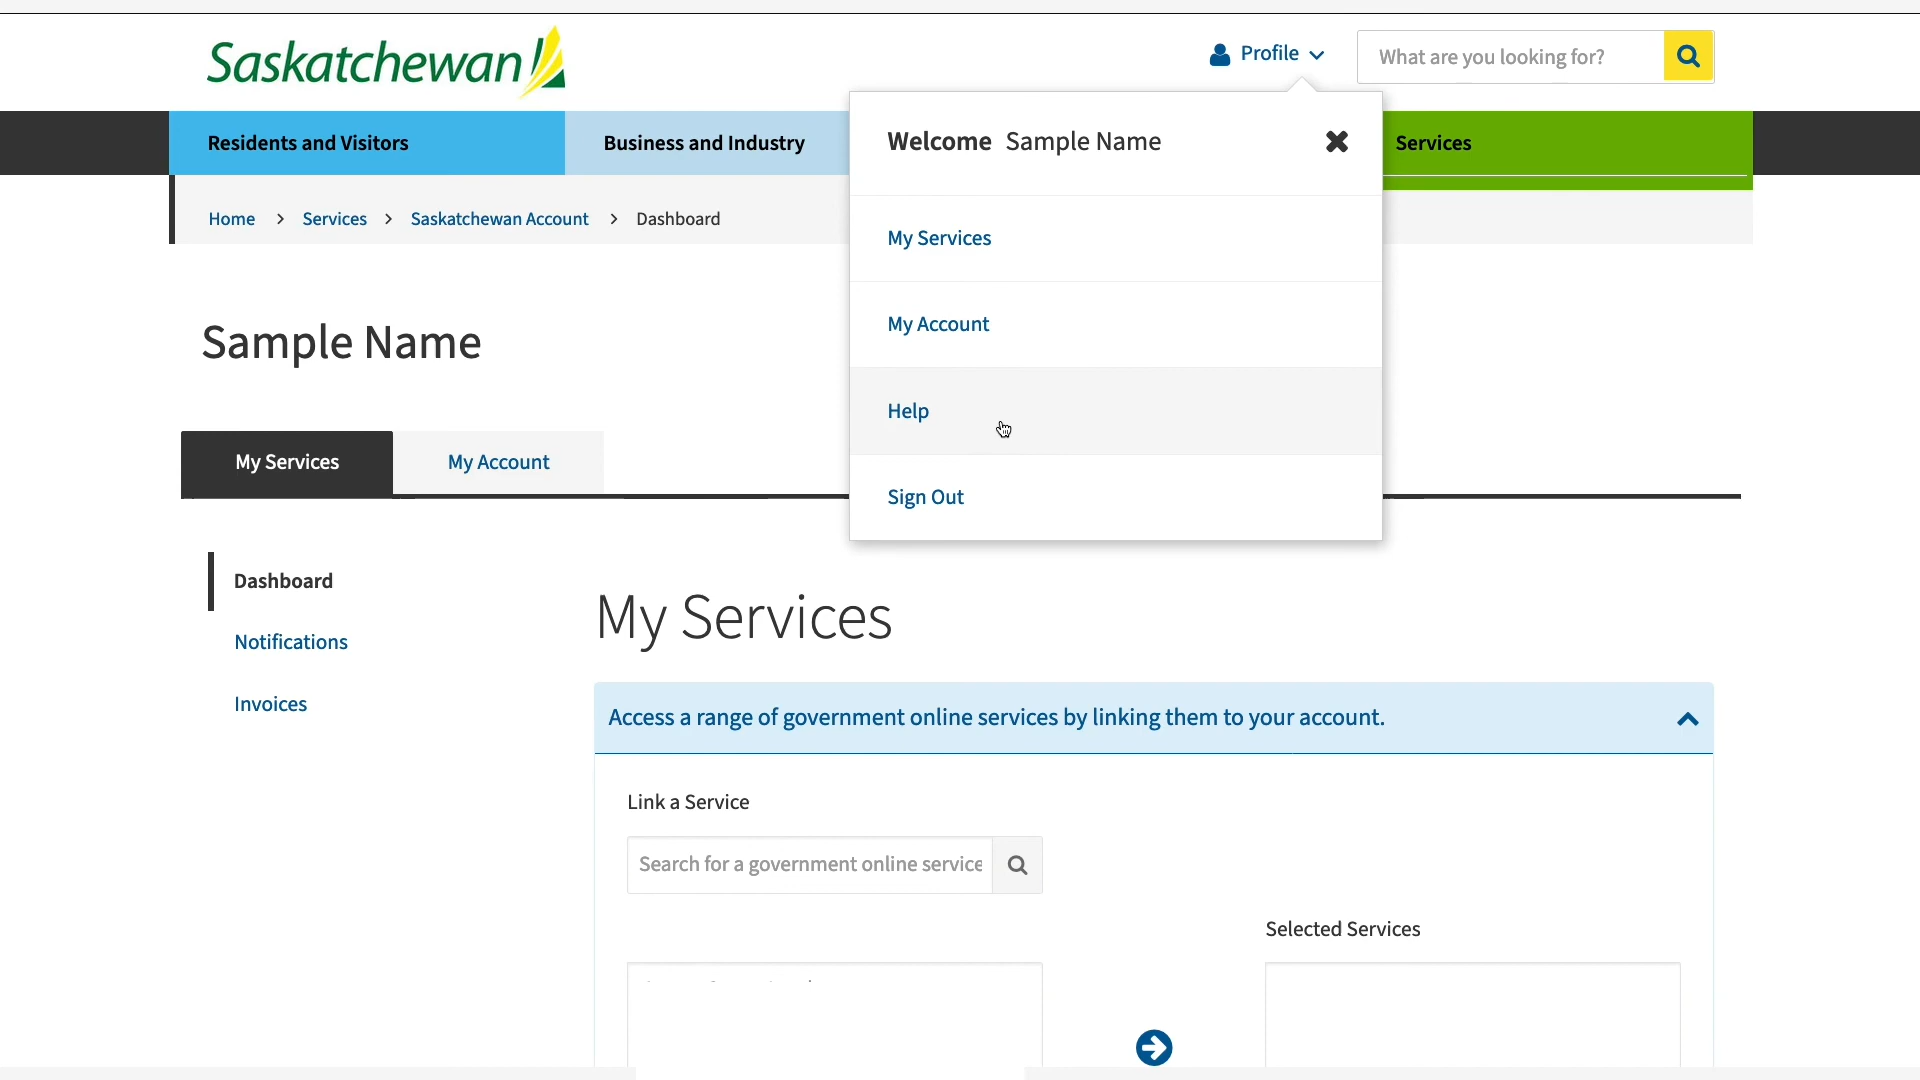 Saskatchewan
Profile
What are you looking for?
Residents and Visitors
Business and Industry
Services
Welcome Sample Name
My Services
My Account
Help
Sign Out
Home > Services > Saskatchewan Account > Dashboard
Sample Name
My Services
My Account
Dashboard
Notifications
Invoices
My Services
Access a range of government online services by linking them to your account.
Link a Service
Search for a government online service
Selected Services